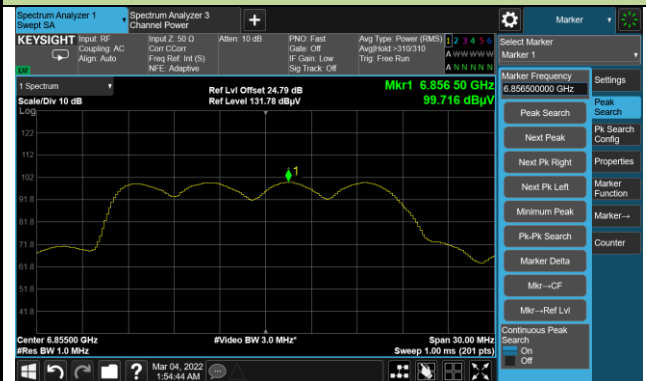 Spectrum Analyzer 1
Swept SA
Spectrum Analyzer 3
Channel Power
Marker
KEYSIGHT
Input: RF
Coupling: AC
Align: Auto
Input Z: 50 Ω
Corr CCorr
Freq Ref: Int (S)
NFE: Adaptive
Atten: 10 dB
PNO: Fast
Gate: Off
IF Gain: Low
Sig Track: Off
Avg Type: Power (RMS)
Avg|Hold:>310/310
Trig: Free Run
1 2 3 4 5 6
A W W W W W
A N N N N N
LXI
1 Spectrum
Scale/Div 10 dB
Log
Ref Lvl Offset 24.79 dB
Ref Level 131.78 dBµV
Mkr1 6.856 50 GHz
99.716 dBµV
122
112
102
91.8
81.8
71.8
61.8
51.8
41.8
1
Center 6.85500 GHz
#Res BW 1.0 MHz
#Video BW 3.0 MHz*
Span 30.00 MHz
Sweep 1.00 ms (201 pts)
Select Marker
Marker 1
Marker Frequency
6.856500000 GHz
Peak Search
Next Peak
Next Pk Right
Next Pk Left
Minimum Peak
Pk-Pk Search
Marker Delta
Mkr→CF
Mkr→Ref Lvl
Continuous Peak
Search
On
Off
Settings
Peak
Search
Pk Search
Config
Properties
Marker
Function
Marker→
Counter
?
Mar 04, 2022
1:54:44 AM